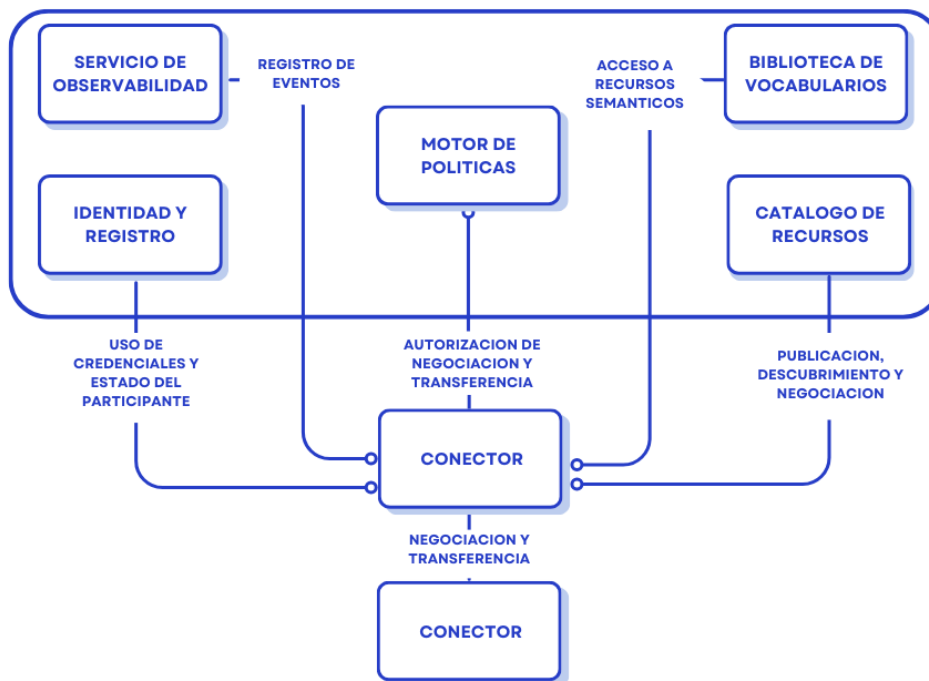 SERVICIO DE
OBSERVABILIDAD
REGISTRO DE
EVENTOS
ACCESO A
RECURSOS
SEMANTICOS
BIBLIOTECA DE
VOCABULARIOS
MOTOR DE
POLITICAS
IDENTIDAD Y
REGISTRO
CATALOGO DE
RECURSOS
USO DE
CREDENCIALES Y
ESTADO DEL
PARTICIPANTE
AUTORIZACION DE
NEGOCIACION Y
TRANSFERENCIA
PUBLICACION,
DESCUBRIMIENTO Y
NEGOCIACION
CONECTOR
NEGOCIACION Y
TRANSFERENCIA
CONECTOR